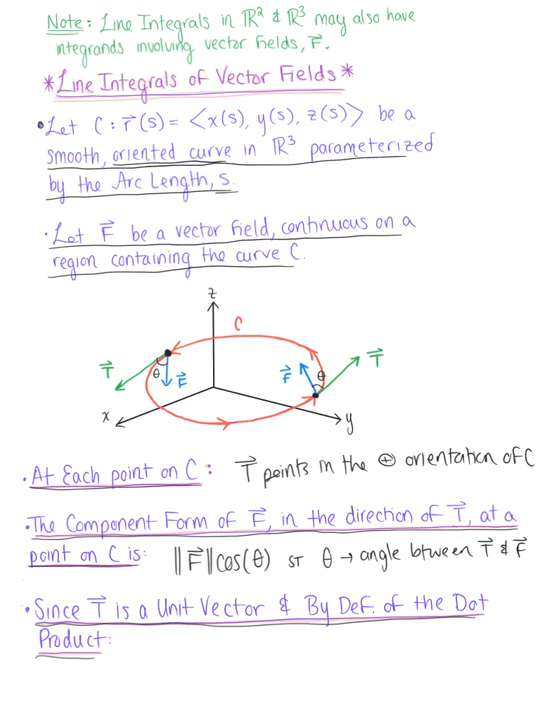 Note: Line Integrals in ℝ² & ℝ³ may also have
integrands involving vector fields, F⃗.
*Line Integrals of Vector Fields*
•Let C: r⃗(s) = <x(s), y(s), z(s)> be a
smooth, oriented curve in ℝ³ parameterized
by the Arc Length, s.
·Let F⃗ be a vector field, continuous on a
region containing the curve C.
z
C
T⃗ θ F⃗ F⃗ θ T⃗
x y
·At Each point on C: T⃗ points in the ⊕ orientation of C
·The Component Form of F⃗, in the direction of T⃗, at a
point on C is: ||F⃗||cos(θ) ST θ → angle between T⃗ & F⃗
·Since T⃗ is a Unit Vector & By Def. of the Dot
Product: